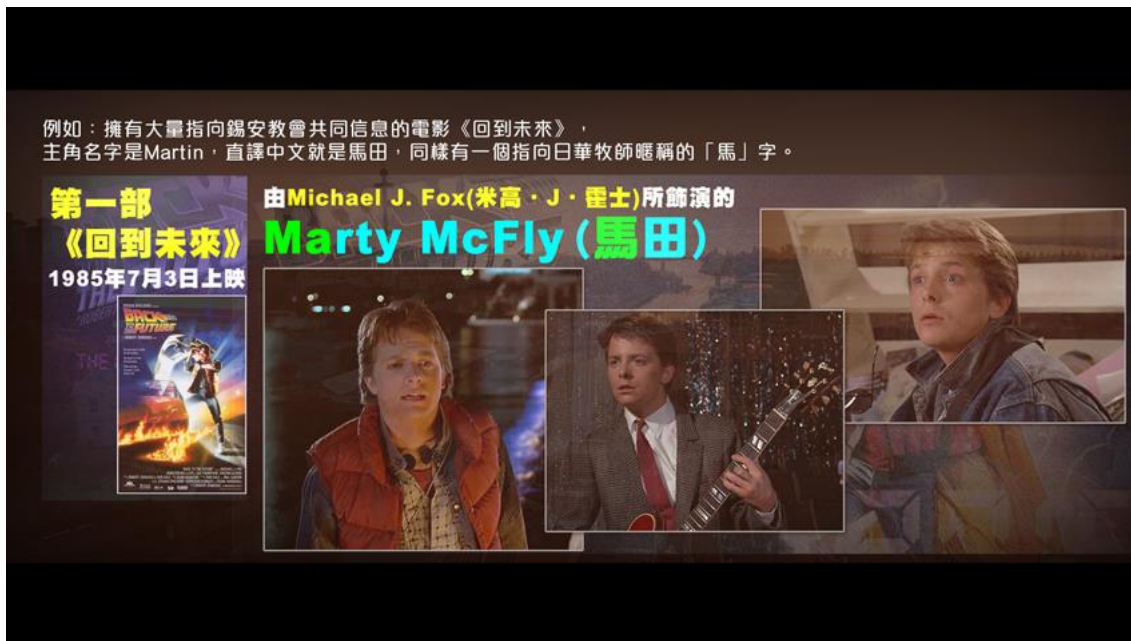 例如：擁有大量指向錫安教會共同信息的電影《回到未來》，
主角名字是Martin，直譯中文就是馬田，同樣有一個指向日華牧師暱稱的「馬」字。
第一部
《回到未來》
1985年7月3日上映
由Michael J. Fox(米高·J·霍士)所飾演的
Marty McFly (馬田)
BACK
TO THE
FUTURE
THE